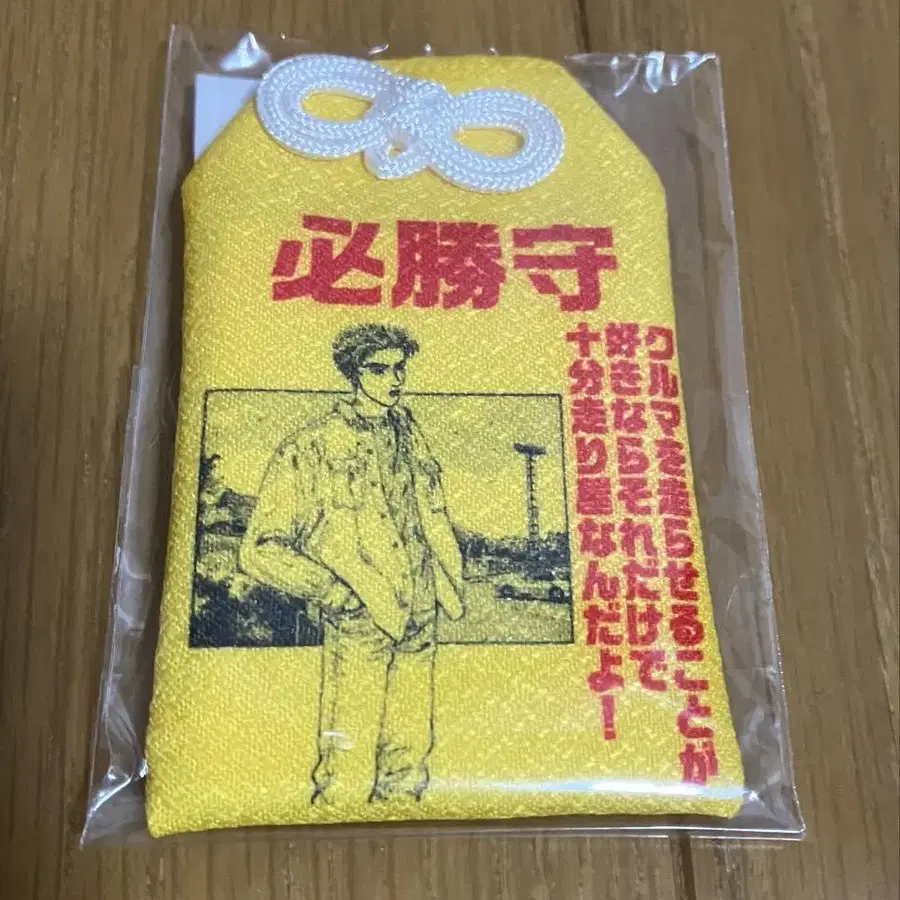 必勝守
クルマを走らせることが
好きならそれだけで
十分走り屋なんだよ！